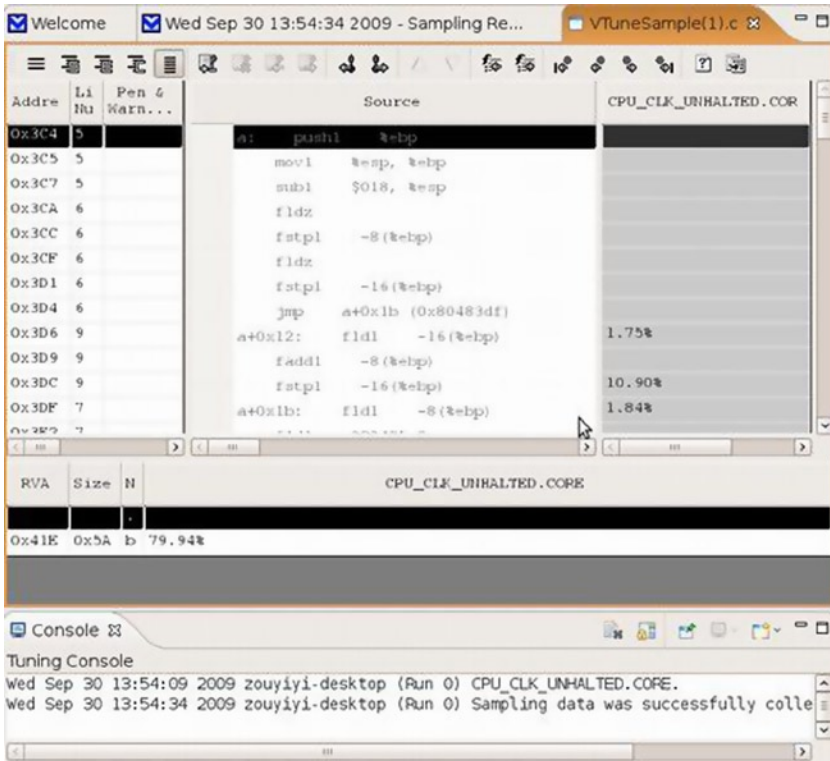 Welcome
Wed Sep 30 13:54:34 2009 - Sampling Re...
VTuneSample(1).c
Addre
Li Nu
Pen & Warn...
Source
CPU_CLK_UNHALTED.COR
0x3C4 5 a: pushl %ebp
0x3C5 5 movl %esp, %ebp
0x3C7 5 subl $018, %esp
0x3CA 6 fldz
0x3CC 6 fstpl -8(%ebp)
0x3CF 6 fldz
0x3D1 6 fstpl -16(%ebp)
0x3D4 6 jmp a+0x1b (0x80483df)
0x3D6 9 a+0x12: fldl -16(%ebp) 1.75%
0x3D9 9 faddl -8(%ebp)
0x3DC 9 fstpl -16(%ebp) 10.90%
0x3DF 7 a+0x1b: fldl -8(%ebp) 1.84%
RVA Size N CPU_CLK_UNHALTED.CORE
0x41E 0x5A b 79.94%
Console
Tuning Console
Wed Sep 30 13:54:09 2009 zouyiyi-desktop (Run 0) CPU_CLK_UNHALTED.CORE.
Wed Sep 30 13:54:34 2009 zouyiyi-desktop (Run 0) Sampling data was successfully colle